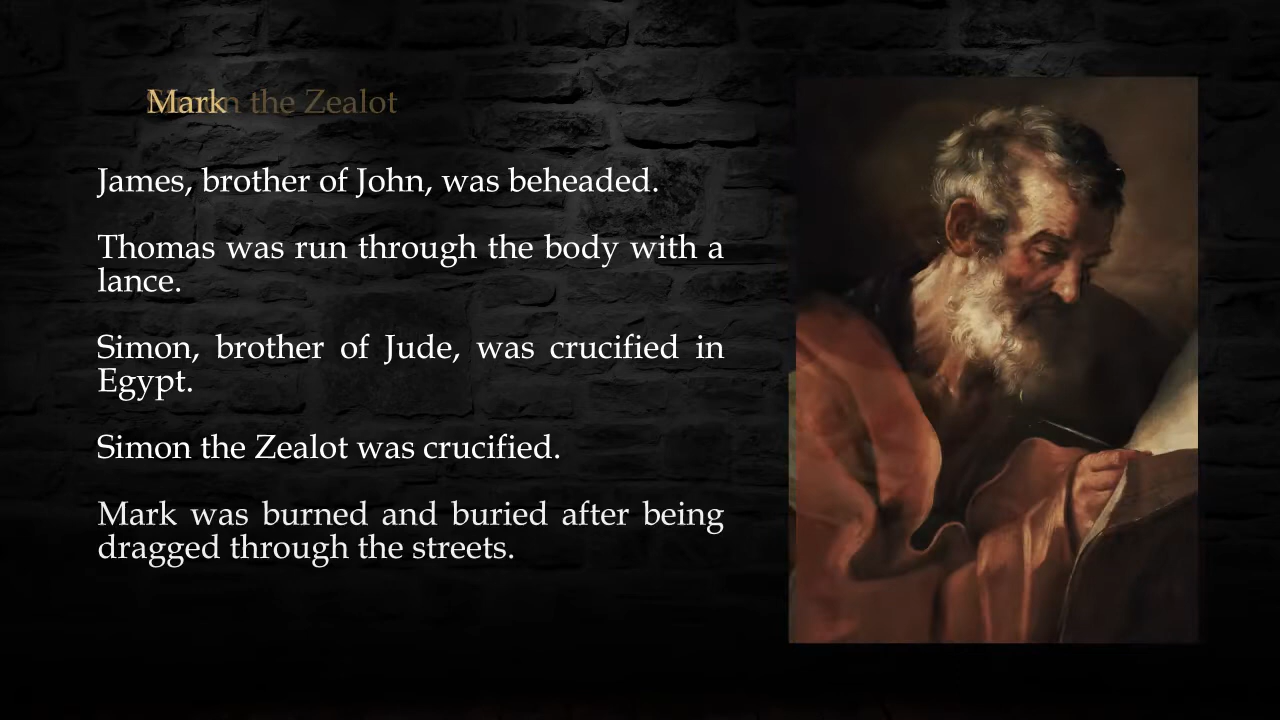 Mark
Simon the Zealot
James, brother of John, was beheaded.
Thomas was run through the body with a
lance.
Simon, brother of Jude, was crucified in
Egypt.
Simon the Zealot was crucified.
Mark was burned and buried after being
dragged through the streets.